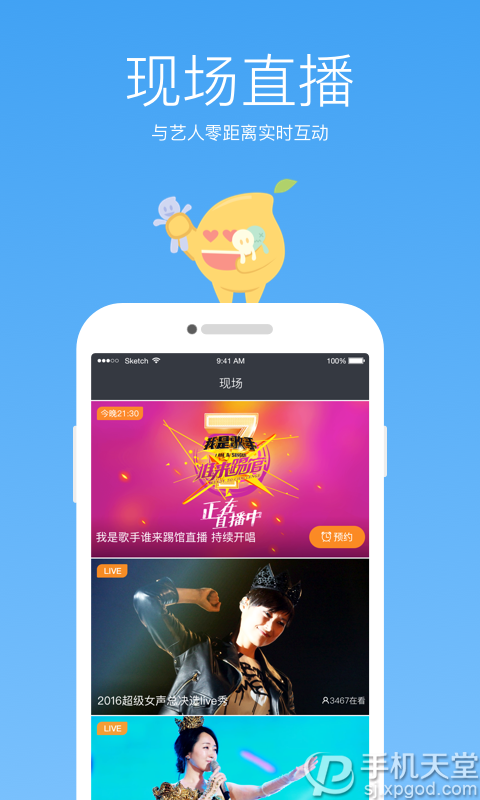 现场直播
与艺人零距离实时互动
Sketch
9:41 AM
100%
现场
今晚21:30
我是歌手
I AM A SINGER
谁来踢馆
正在
直播中
我是歌手谁来踢馆直播 持续开唱
预约
LIVE
2016超级女声总决选live秀
3467在看
LIVE
手机天堂
sjxpgod.com